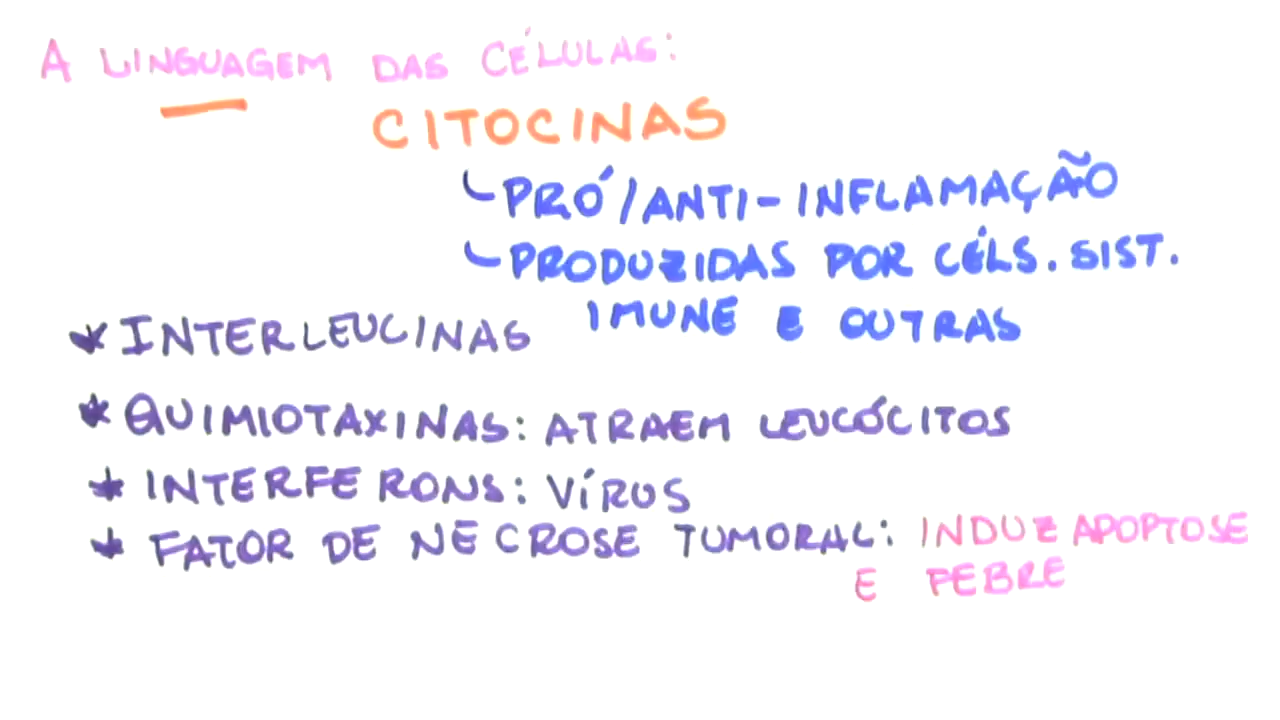 A LINGUAGEM DAS CÉLULAS:
CITOCINAS
PRÓ/ANTI-INFLAMAÇÃO
PRODUZIDAS POR CÉLS. SIST.
IMUNE E OUTRAS
* INTERLEUCINAS
* QUIMIOTAXINAS: ATRAEM LEUCÓCITOS
* INTERFERONS: VÍRUS
* FATOR DE NECROSE TUMORAL: INDUZ APOPTOSE
E FEBRE